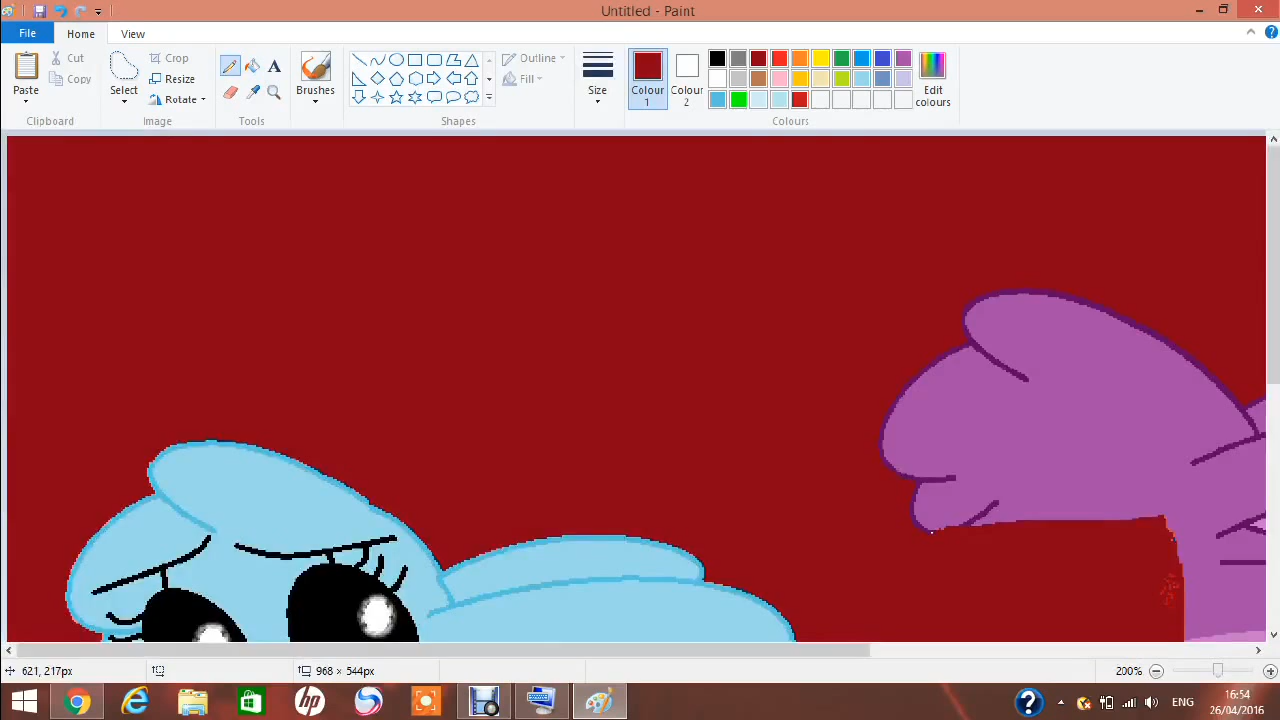 Untitled - Paint
File Home View
Paste
Cut
Copy
Clipboard
Select
Crop
Resize
Rotate
Image
A
Tools
Brushes
Outline
Fill
Shapes
Size
Colour 1
Colour 2
Edit colours
Colours
621, 217px
968 × 544px
200%
hp
ENG
16:54
26/04/2016